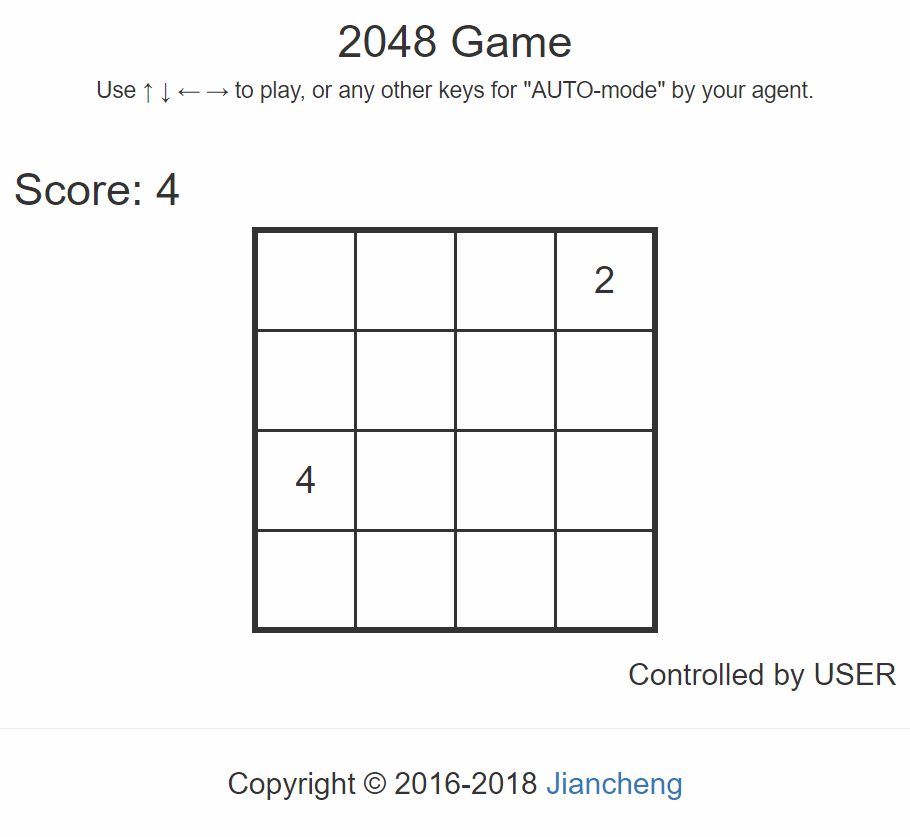 2048 Game
Use ↑ ↓ ← → to play, or any other keys for "AUTO-mode" by your agent.
Score: 4
2
4
Controlled by USER
Copyright © 2016-2018 Jiancheng